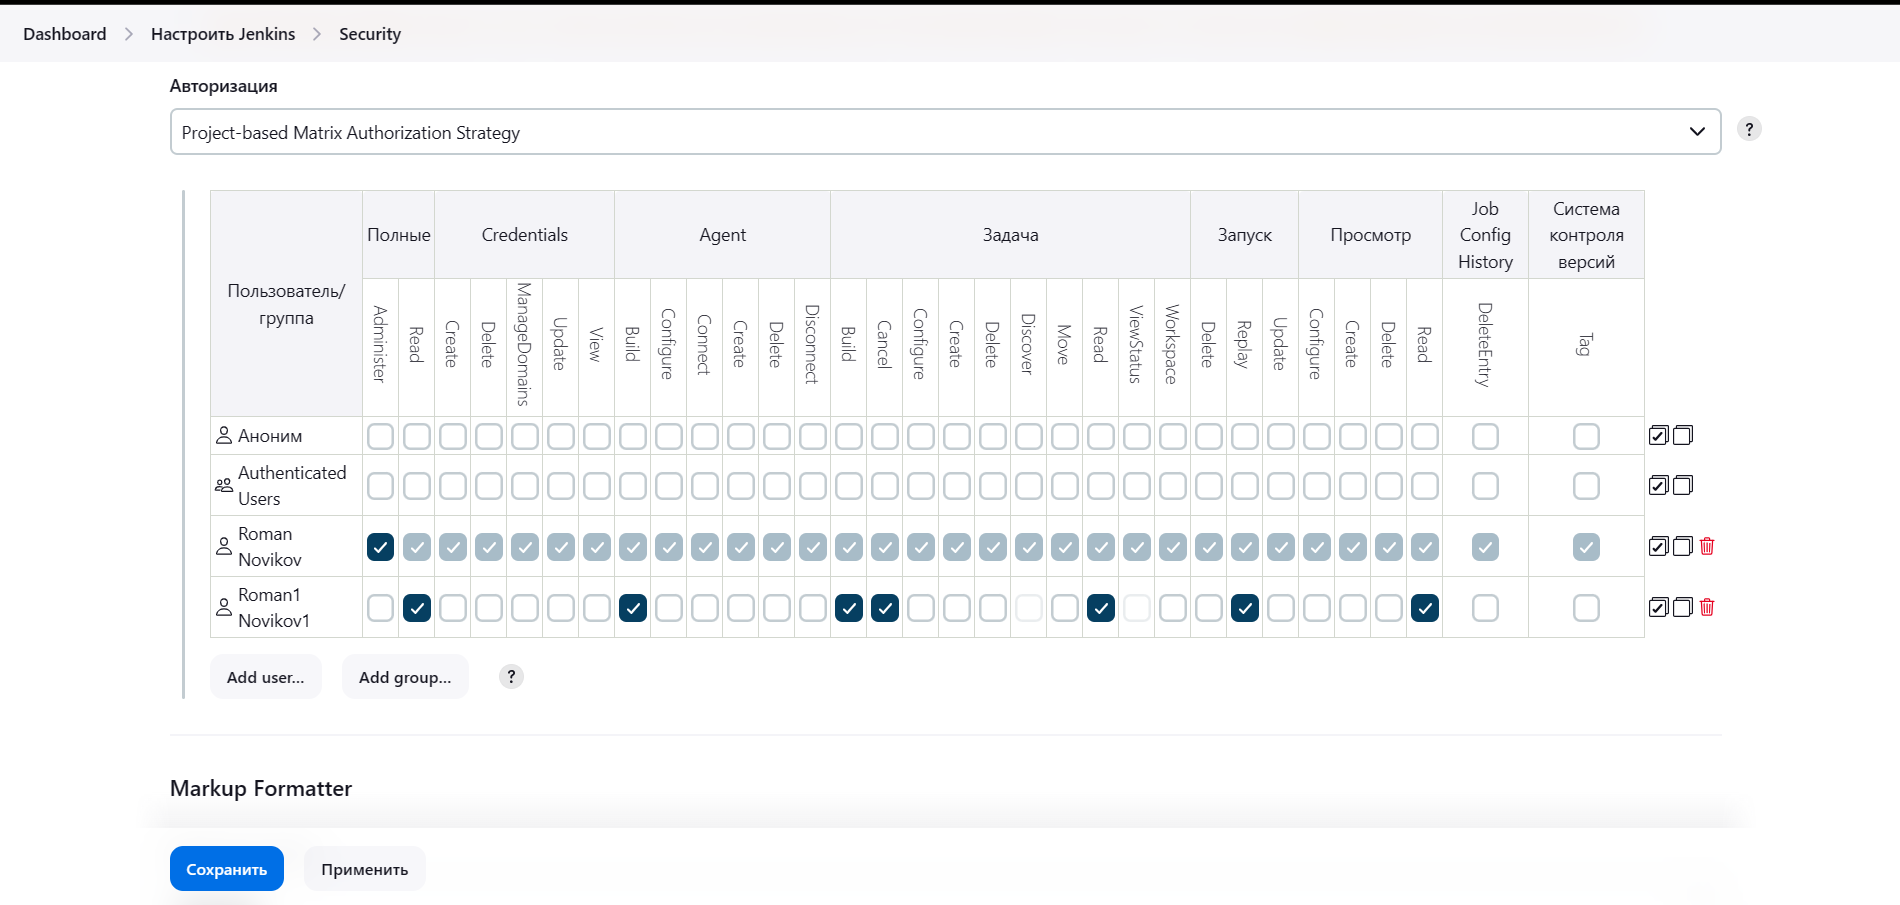 Dashboard
Настроить Jenkins
Security
Авторизация
Project-based Matrix Authorization Strategy
?
Пользователь/
группа
Полные
Credentials
Agent
Задача
Запуск
Просмотр
Job
Config
History
Система
контроля
версий
Administer
Read
Create
Delete
ManageDomains
Update
View
Build
Configure
Connect
Create
Delete
Disconnect
Build
Cancel
Configure
Create
Delete
Discover
Move
Read
ViewStatus
Workspace
Delete
Replay
Update
Configure
Create
Delete
Read
DeleteEntry
Tag
Аноним
Authenticated
Users
Roman
Novikov
Roman1
Novikov1
Add user...
Add group...
?
Markup Formatter
Сохранить
Применить